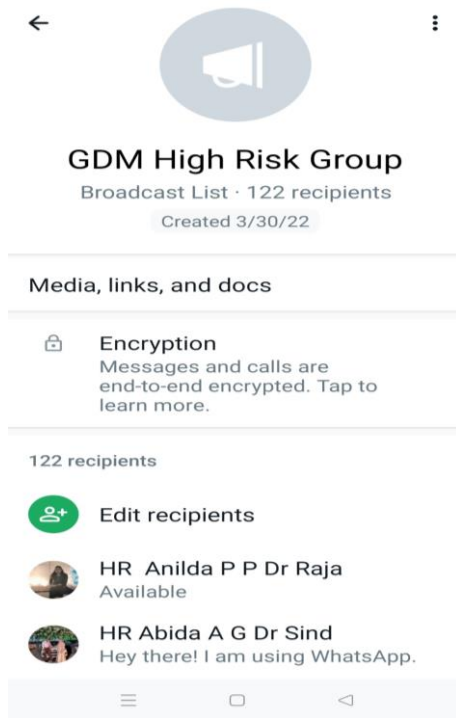 GDM High Risk Group
Broadcast List · 122 recipients
Created 3/30/22
Media, links, and docs
Encryption
Messages and calls are
end-to-end encrypted. Tap to
learn more.
122 recipients
Edit recipients
HR  Anilda P P Dr Raja
Available
HR Abida A G Dr Sind
Hey there! I am using WhatsApp.